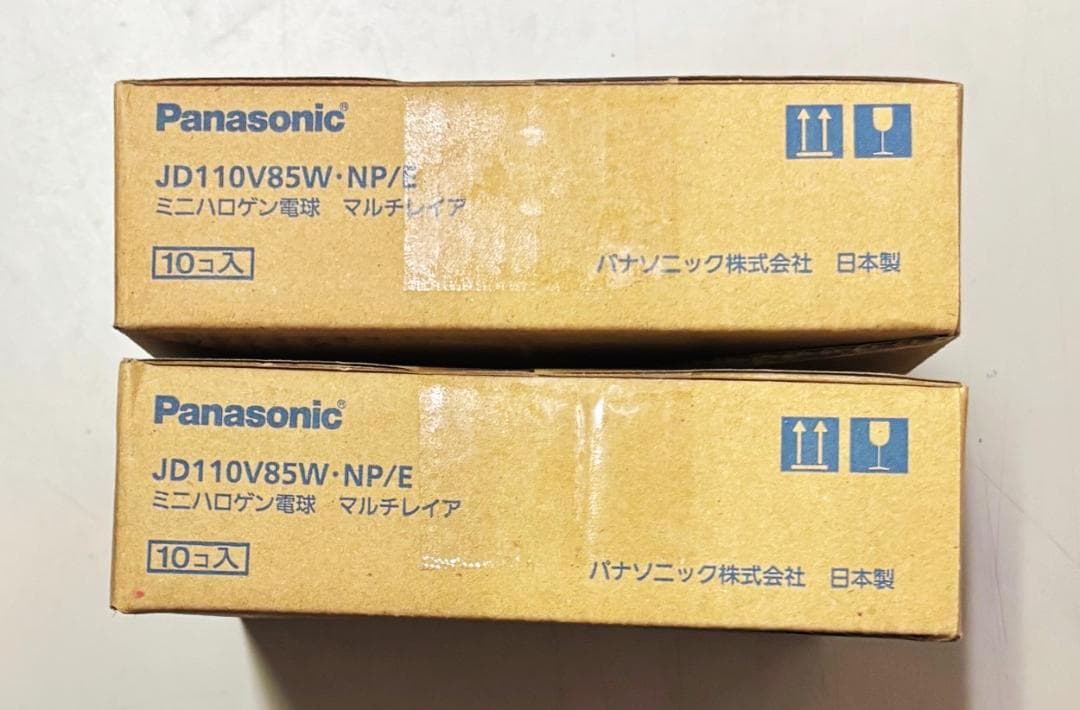 Panasonic®
JD110V85W・NP/E
ミニハロゲン電球 マルチレイア
10コ入
パナソニック株式会社 日本製
Panasonic®
JD110V85W・NP/E
ミニハロゲン電球 マルチレイア
10コ入
パナソニック株式会社 日本製